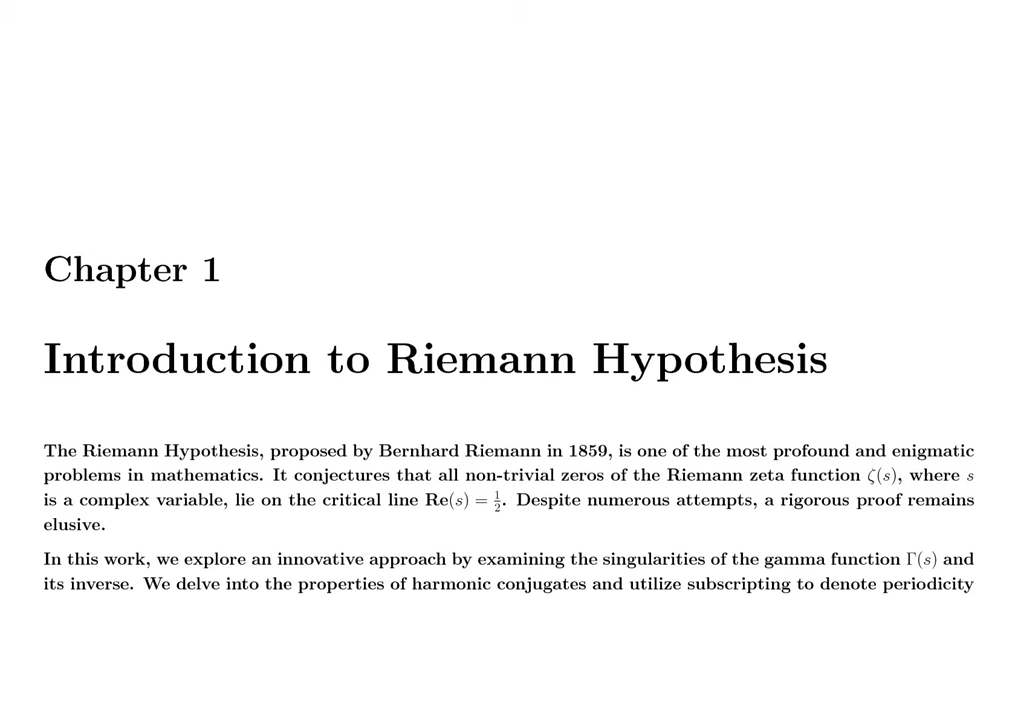 Chapter 1
Introduction to Riemann Hypothesis
The Riemann Hypothesis, proposed by Bernhard Riemann in 1859, is one of the most profound and enigmatic
problems in mathematics. It conjectures that all non-trivial zeros of the Riemann zeta function ζ(s), where s
is a complex variable, lie on the critical line Re(s) = 1/2. Despite numerous attempts, a rigorous proof remains
elusive.
In this work, we explore an innovative approach by examining the singularities of the gamma function Γ(s) and
its inverse. We delve into the properties of harmonic conjugates and utilize subscripting to denote periodicity